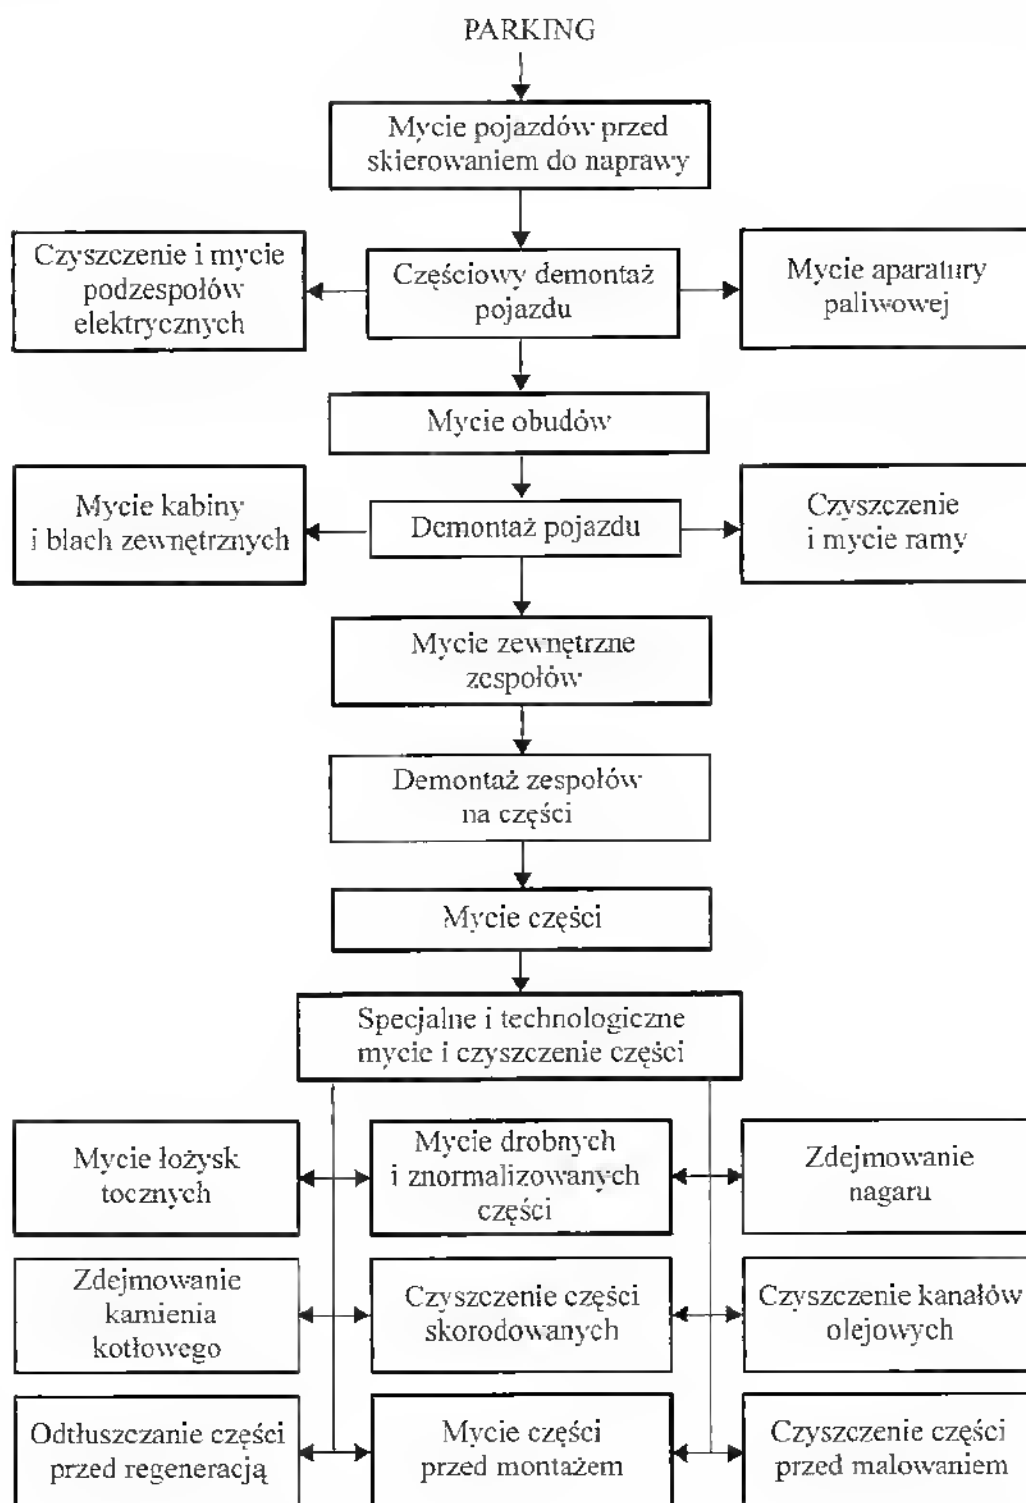 PARKING
Mycie pojazdów przed
skierowaniem do naprawy
Czyszczenie i mycie
podzespołów
elektrycznych
Częściowy demontaż
pojazdu
Mycie aparatury
paliwowej
Mycie obudów
Mycie kabiny
i blach zewnętrznych
Demontaż pojazdu
Czyszczenie
i mycie ramy
Mycie zewnętrzne
zespołów
Demontaż zespołów
na części
Mycie części
Specjalne i technologiczne
mycie i czyszczenie części
Mycie łożysk
tocznych
Mycie drobnych
i znormalizowanych
części
Zdejmowanie
nagaru
Zdejmowanie
kamienia
kotłowego
Czyszczenie części
skorodowanych
Czyszczenie kanałów
olejowych
Odtłuszczanie części
przed regeneracją
Mycie części
przed montażem
Czyszczenie części
przed malowaniem